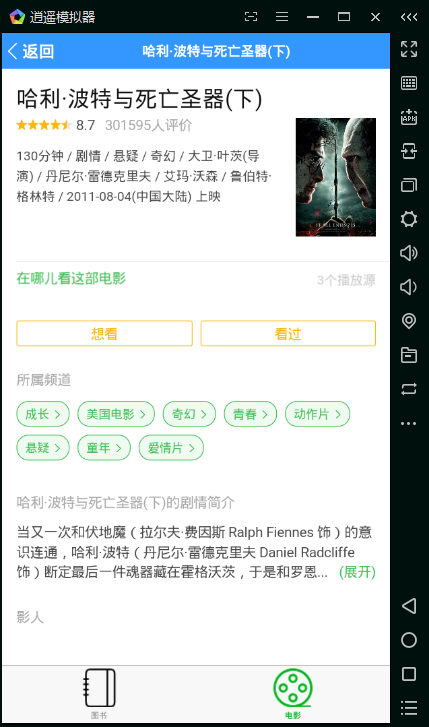 逍遥模拟器
返回
哈利·波特与死亡圣器(下)
哈利·波特与死亡圣器(下)
8.7 301595人评价
130分钟 / 剧情 / 悬疑 / 奇幻 / 大卫·叶茨(导
演) / 丹尼尔·雷德克里夫 / 艾玛·沃森 / 鲁伯特·
格林特 / 2011-08-04(中国大陆) 上映
IT ALL ENDS 7.15
在哪儿看这部电影 3个播放源
想看 看过
所属频道
成长 美国电影 奇幻 青春 动作片
悬疑 童年 爱情片
哈利·波特与死亡圣器(下)的剧情简介
当又一次和伏地魔（拉尔夫·费因斯 Ralph Fiennes 饰）的意
识连通，哈利·波特（丹尼尔·雷德克里夫 Daniel Radcliffe
饰）断定最后一件魂器藏在霍格沃茨，于是和罗恩... (展开)
影人
图书 电影
APK